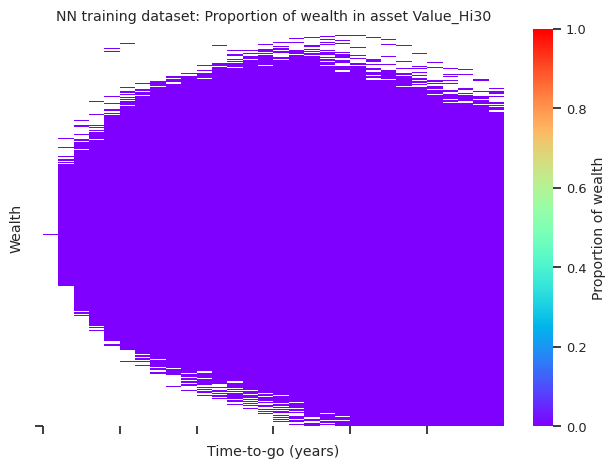 NN training dataset: Proportion of wealth in asset Value_Hi30
Wealth
Time-to-go (years)
1.0
0.8
0.6
0.4
0.2
0.0
Proportion of wealth